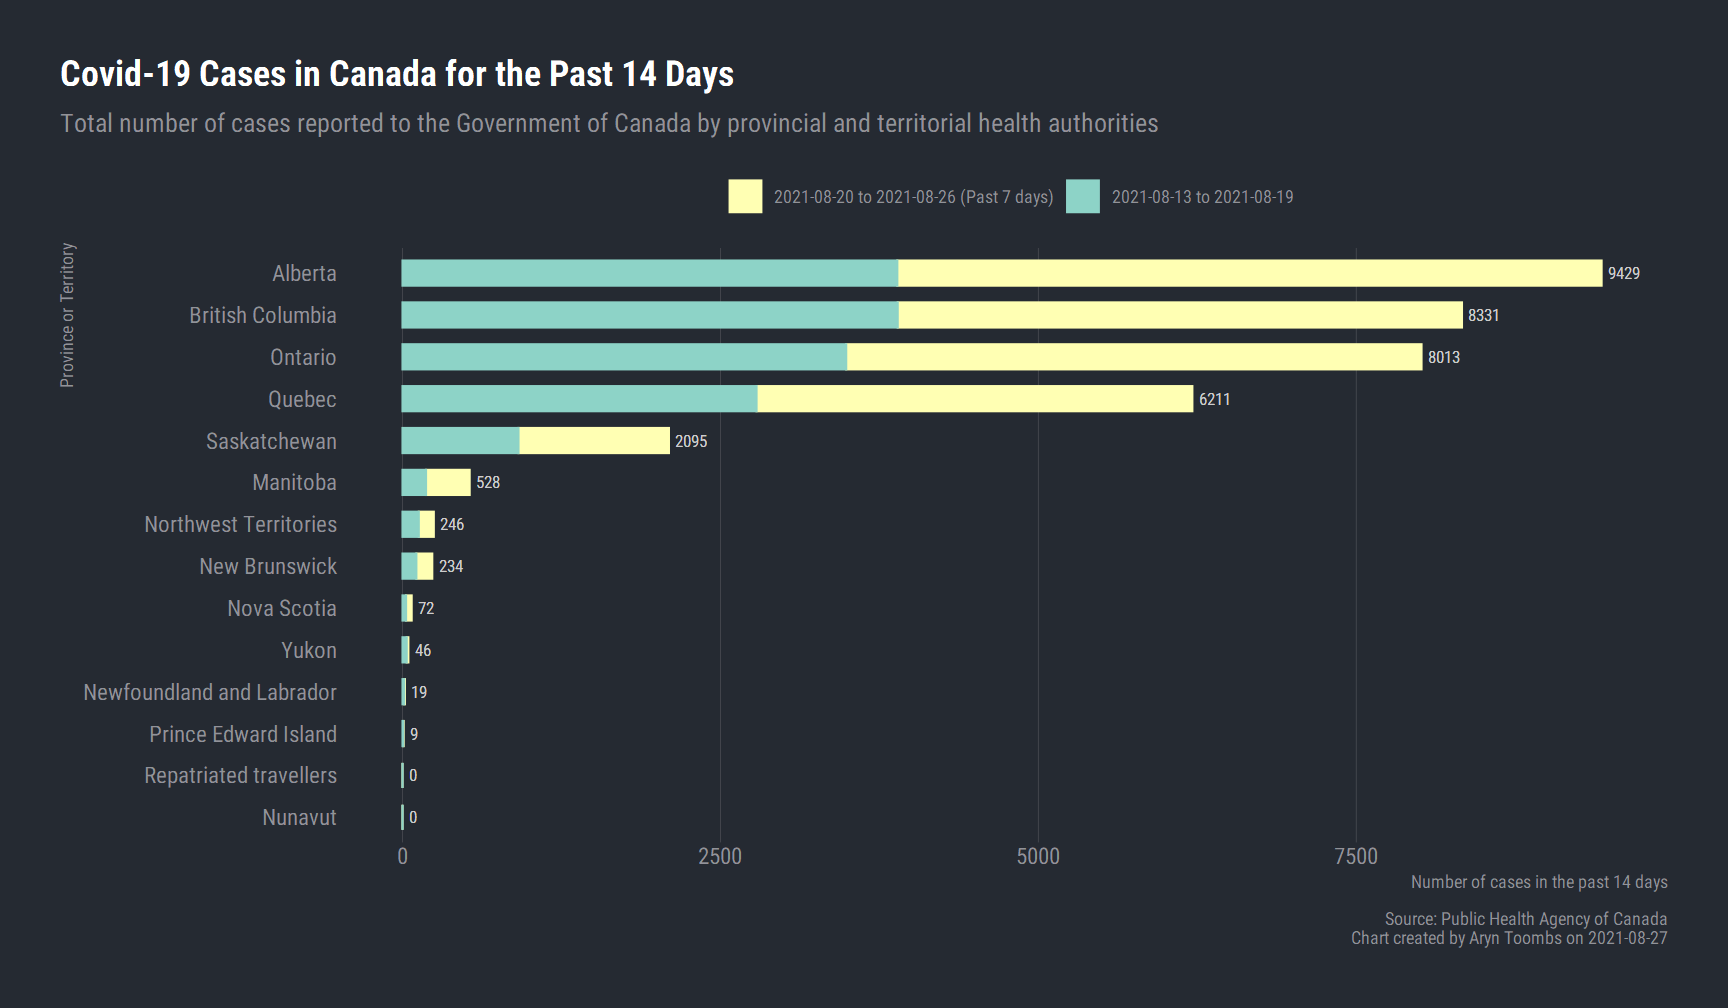 Covid-19 Cases in Canada for the Past 14 Days
Total number of cases reported to the Government of Canada by provincial and territorial health authorities
2021-08-20 to 2021-08-26 (Past 7 days)
2021-08-13 to 2021-08-19
Province or Territory
Alberta 9429
British Columbia 8331
Ontario 8013
Quebec 6211
Saskatchewan 2095
Manitoba 528
Northwest Territories 246
New Brunswick 234
Nova Scotia 72
Yukon 46
Newfoundland and Labrador 19
Prince Edward Island 9
Repatriated travellers 0
Nunavut 0
0 2500 5000 7500
Number of cases in the past 14 days
Source: Public Health Agency of Canada
Chart created by Aryn Toombs on 2021-08-27